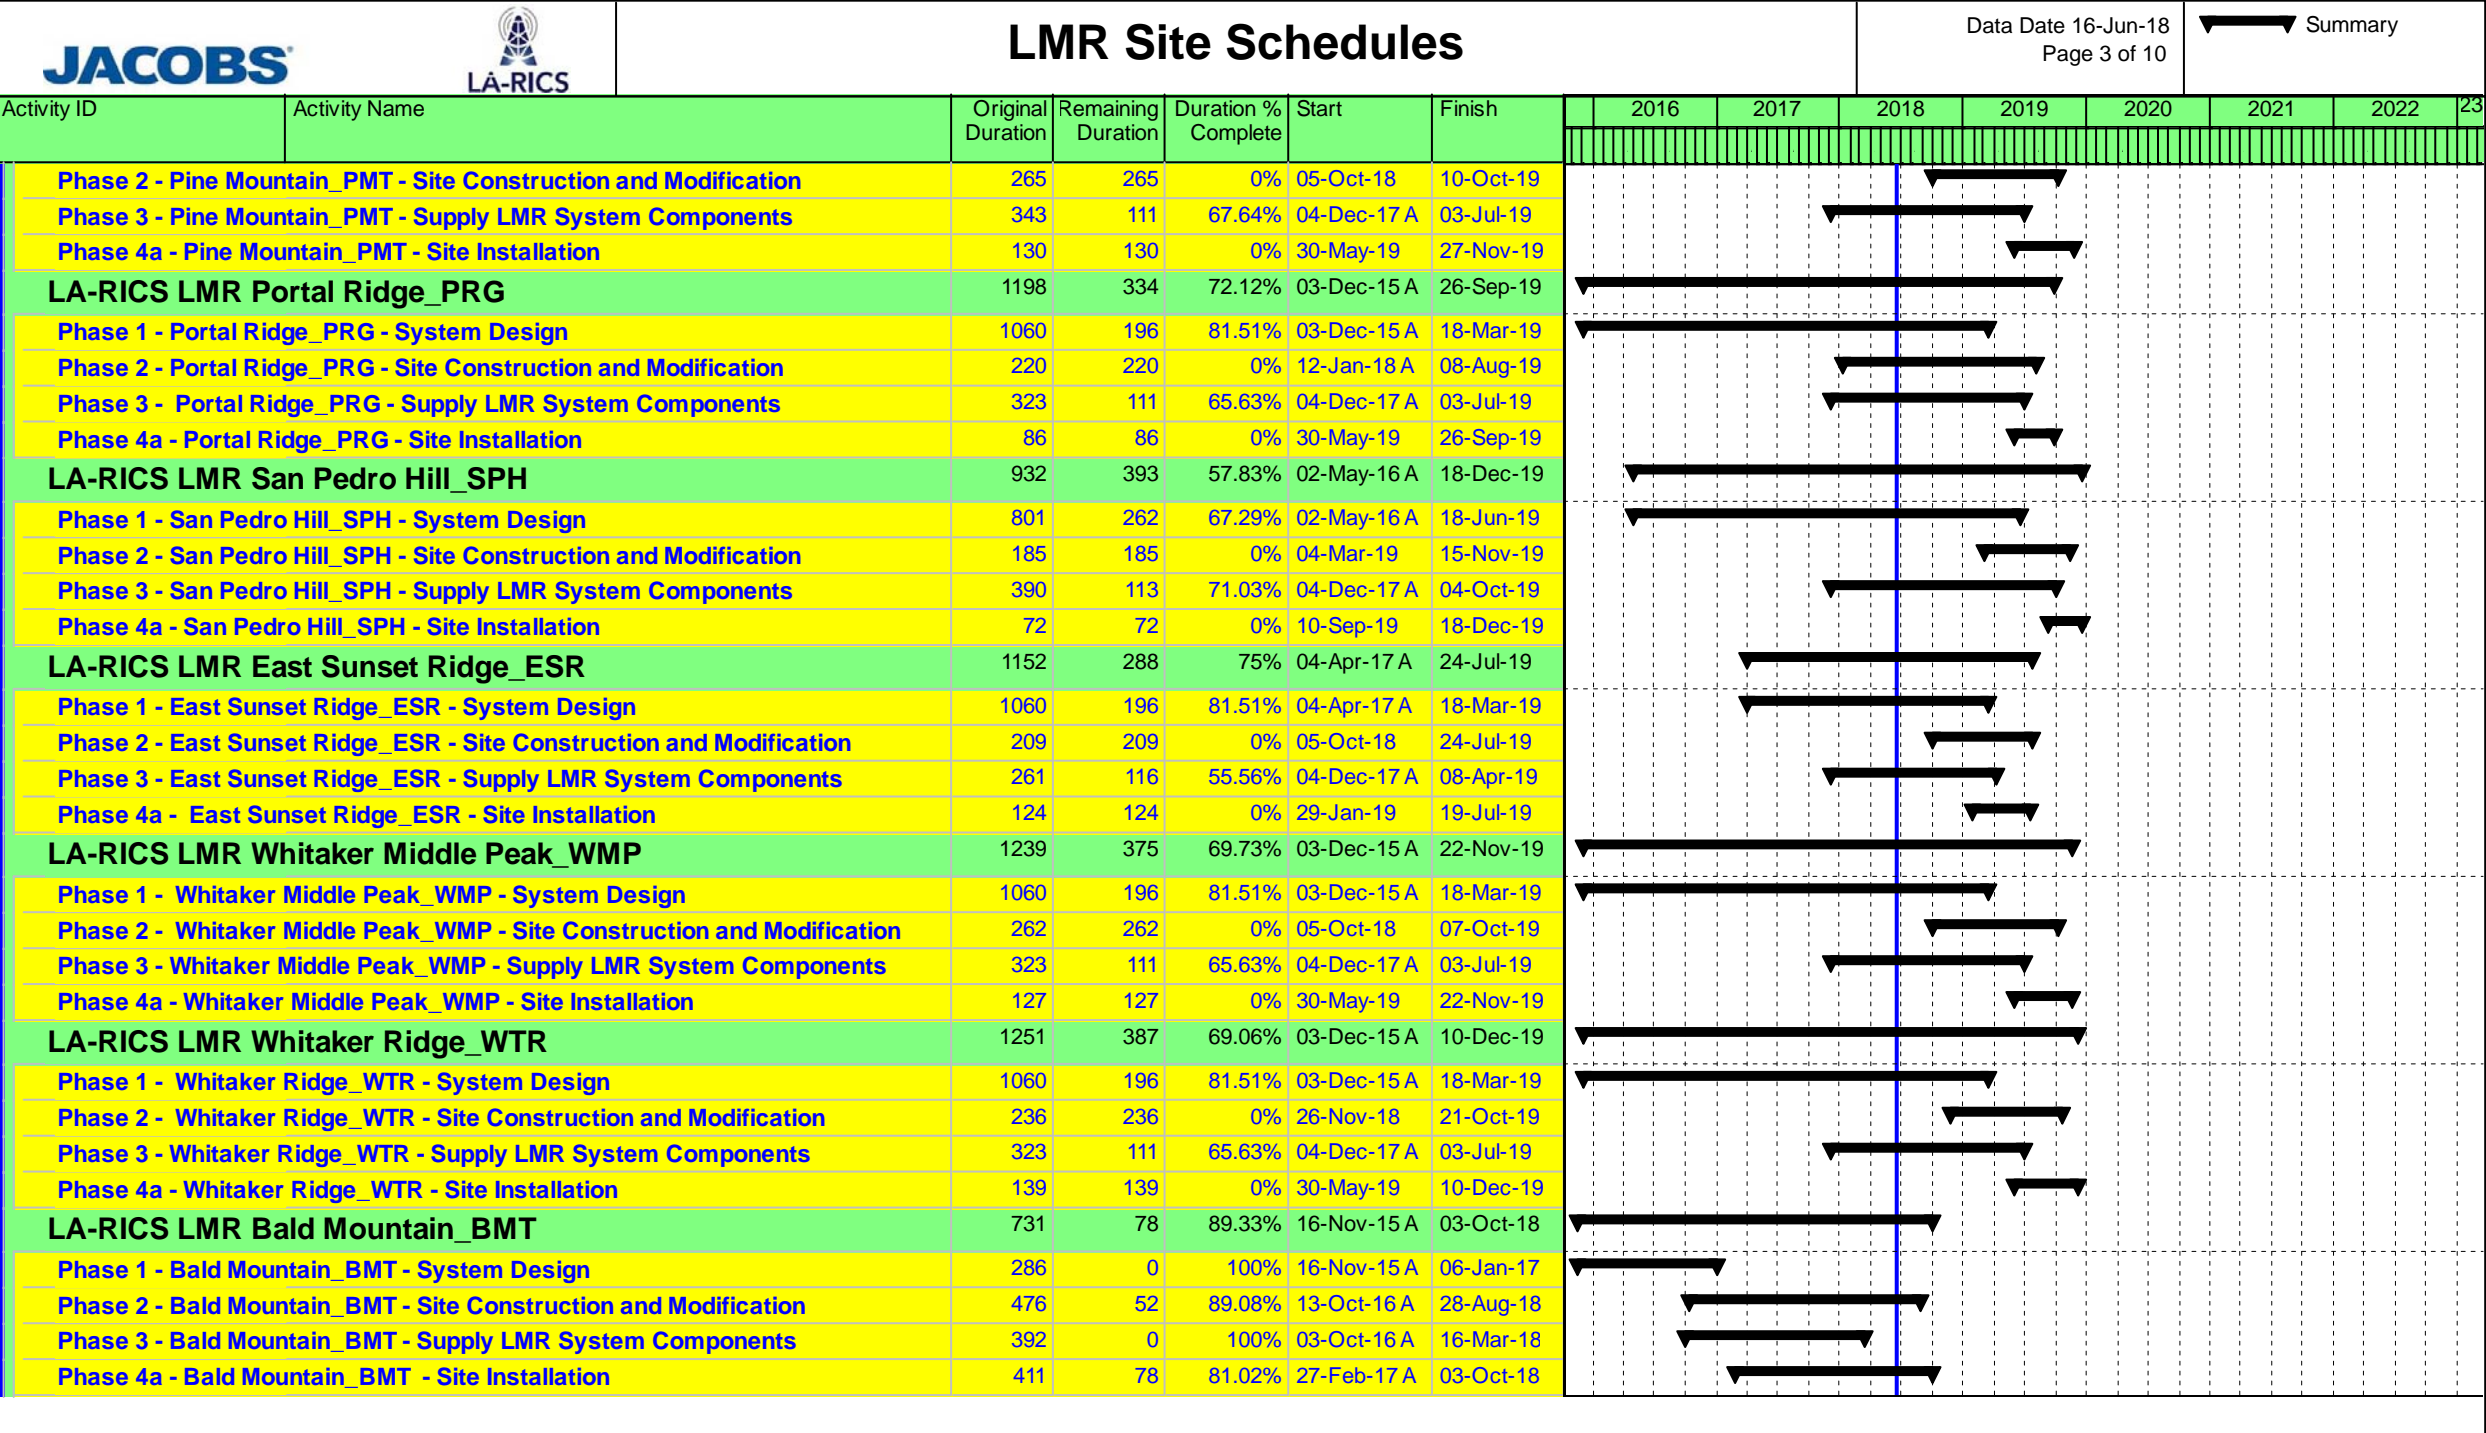 JACOBS
LA-RICS
LMR Site Schedules
Data Date 16-Jun-18
Page 3 of 10
Summary
Activity ID Activity Name Original Duration Remaining Duration Duration % Complete Start Finish 2016 2017 2018 2019 2020 2021 2022 23
Phase 2 - Pine Mountain_PMT - Site Construction and Modification 265 265 0% 05-Oct-18 10-Oct-19
Phase 3 - Pine Mountain_PMT - Supply LMR System Components 343 111 67.64% 04-Dec-17 A 03-Jul-19
Phase 4a - Pine Mountain_PMT - Site Installation 130 130 0% 30-May-19 27-Nov-19
LA-RICS LMR Portal Ridge_PRG 1198 334 72.12% 03-Dec-15 A 26-Sep-19
Phase 1 - Portal Ridge_PRG - System Design 1060 196 81.51% 03-Dec-15 A 18-Mar-19
Phase 2 - Portal Ridge_PRG - Site Construction and Modification 220 220 0% 12-Jan-18 A 08-Aug-19
Phase 3 - Portal Ridge_PRG - Supply LMR System Components 323 111 65.63% 04-Dec-17 A 03-Jul-19
Phase 4a - Portal Ridge_PRG - Site Installation 86 86 0% 30-May-19 26-Sep-19
LA-RICS LMR San Pedro Hill_SPH 932 393 57.83% 02-May-16 A 18-Dec-19
Phase 1 - San Pedro Hill_SPH - System Design 801 262 67.29% 02-May-16 A 18-Jun-19
Phase 2 - San Pedro Hill_SPH - Site Construction and Modification 185 185 0% 04-Mar-19 15-Nov-19
Phase 3 - San Pedro Hill_SPH - Supply LMR System Components 390 113 71.03% 04-Dec-17 A 04-Oct-19
Phase 4a - San Pedro Hill_SPH - Site Installation 72 72 0% 10-Sep-19 18-Dec-19
LA-RICS LMR East Sunset Ridge_ESR 1152 288 75% 04-Apr-17 A 24-Jul-19
Phase 1 - East Sunset Ridge_ESR - System Design 1060 196 81.51% 04-Apr-17 A 18-Mar-19
Phase 2 - East Sunset Ridge_ESR - Site Construction and Modification 209 209 0% 05-Oct-18 24-Jul-19
Phase 3 - East Sunset Ridge_ESR - Supply LMR System Components 261 116 55.56% 04-Dec-17 A 08-Apr-19
Phase 4a - East Sunset Ridge_ESR - Site Installation 124 124 0% 29-Jan-19 19-Jul-19
LA-RICS LMR Whitaker Middle Peak_WMP 1239 375 69.73% 03-Dec-15 A 22-Nov-19
Phase 1 - Whitaker Middle Peak_WMP - System Design 1060 196 81.51% 03-Dec-15 A 18-Mar-19
Phase 2 - Whitaker Middle Peak_WMP - Site Construction and Modification 262 262 0% 05-Oct-18 07-Oct-19
Phase 3 - Whitaker Middle Peak_WMP - Supply LMR System Components 323 111 65.63% 04-Dec-17 A 03-Jul-19
Phase 4a - Whitaker Middle Peak_WMP - Site Installation 127 127 0% 30-May-19 22-Nov-19
LA-RICS LMR Whitaker Ridge_WTR 1251 387 69.06% 03-Dec-15 A 10-Dec-19
Phase 1 - Whitaker Ridge_WTR - System Design 1060 196 81.51% 03-Dec-15 A 18-Mar-19
Phase 2 - Whitaker Ridge_WTR - Site Construction and Modification 236 236 0% 26-Nov-18 21-Oct-19
Phase 3 - Whitaker Ridge_WTR - Supply LMR System Components 323 111 65.63% 04-Dec-17 A 03-Jul-19
Phase 4a - Whitaker Ridge_WTR - Site Installation 139 139 0% 30-May-19 10-Dec-19
LA-RICS LMR Bald Mountain_BMT 731 78 89.33% 16-Nov-15 A 03-Oct-18
Phase 1 - Bald Mountain_BMT - System Design 286 0 100% 16-Nov-15 A 06-Jan-17
Phase 2 - Bald Mountain_BMT - Site Construction and Modification 476 52 89.08% 13-Oct-16 A 28-Aug-18
Phase 3 - Bald Mountain_BMT - Supply LMR System Components 392 0 100% 03-Oct-16 A 16-Mar-18
Phase 4a - Bald Mountain_BMT - Site Installation 411 78 81.02% 27-Feb-17 A 03-Oct-18